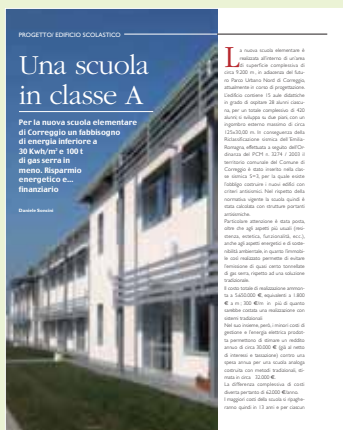 PROGETTO/ EDIFICIO SCOLASTICO
Una scuola
in classe A
Per la nuova scuola elementare
di Correggio un fabbisogno
di energia inferiore a
30 Kwh/m² e 100 t
di gas serra in
meno. Risparmio
energetico e...
finanziario
Daniele Soncini
La nuova scuola elementare è
realizzata all'interno di un'area
di superficie complessiva di
circa 9.200 m, in adiacenza del futu-
ro Parco Urbano Nord di Correggio,
attualmente in corso di progettazione.
L'edificio contiene 15 aule didattiche
in grado di ospitare 28 alunni ciascu-
na, per un totale complessivo di 420
alunni; si sviluppa su due piani, con un
ingombro esterno massimo di circa
125x30,00 m. In conseguenza della
Riclassificazione sismica dell'Emilia-
Romagna, effettuata a seguito dell'Or-
dinanza del PCM n. 3274 / 2003 il
territorio comunale del Comune di
Correggio è stato inserito nella clas-
se sismica S=3, per la quale esiste
l'obbligo costruire i nuovi edifici con
criteri antisismici. Nel rispetto della
normativa vigente la scuola quindi è
stata calcolata con strutture portanti
antisismiche.
Particolare attenzione è stata posta,
oltre che agli aspetti più usuali (resi-
stenza, estetica, funzionalità, ecc.),
anche agli aspetti energetici e di soste-
nibilità ambientale, in quanto l'immobi-
le così realizzato permette di evitare
l'emissione di quasi cento tonnellate
di gas serra, rispetto ad una soluzione
tradizionale.
Il costo totale di realizzazione ammon-
ta a 5.650.000 €, equivalenti a 1.800
€ a m ; 300 €/m in più di quanto
sarebbe costata una realizzazione con
sistemi tradizionali.
Nel suo insieme, però, i minori costi di
gestione e l'energia elettrica prodot-
ta permettono di stimare un reddito
annuo di circa 30.000 € (già al netto
di interessi e tassazione) contro una
spesa annua per una scuola analoga
costruita con metodi tradizionali, sti-
mata in circa 32.000 €.
La differenza complessiva di costi
diventa pertanto di 62.000 €/anno.
I maggiori costi della scuola si ripaghe-
ranno quindi in 13 anni e per ciascun